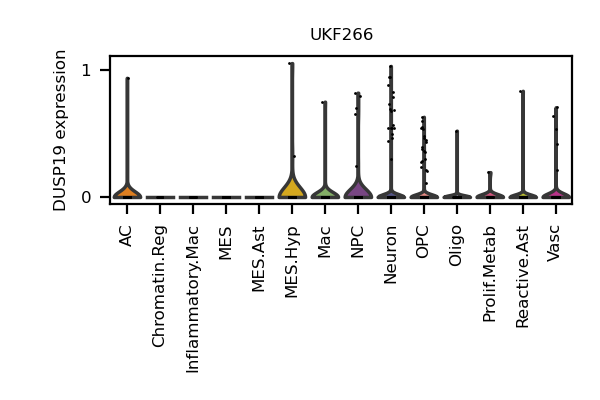 UKF266
DUSP19 expression
1
0
AC
Chromatin.Reg
Inflammatory.Mac
MES
MES.Ast
MES.Hyp
Mac
NPC
Neuron
OPC
Oligo
Prolif.Metab
Reactive.Ast
Vasc